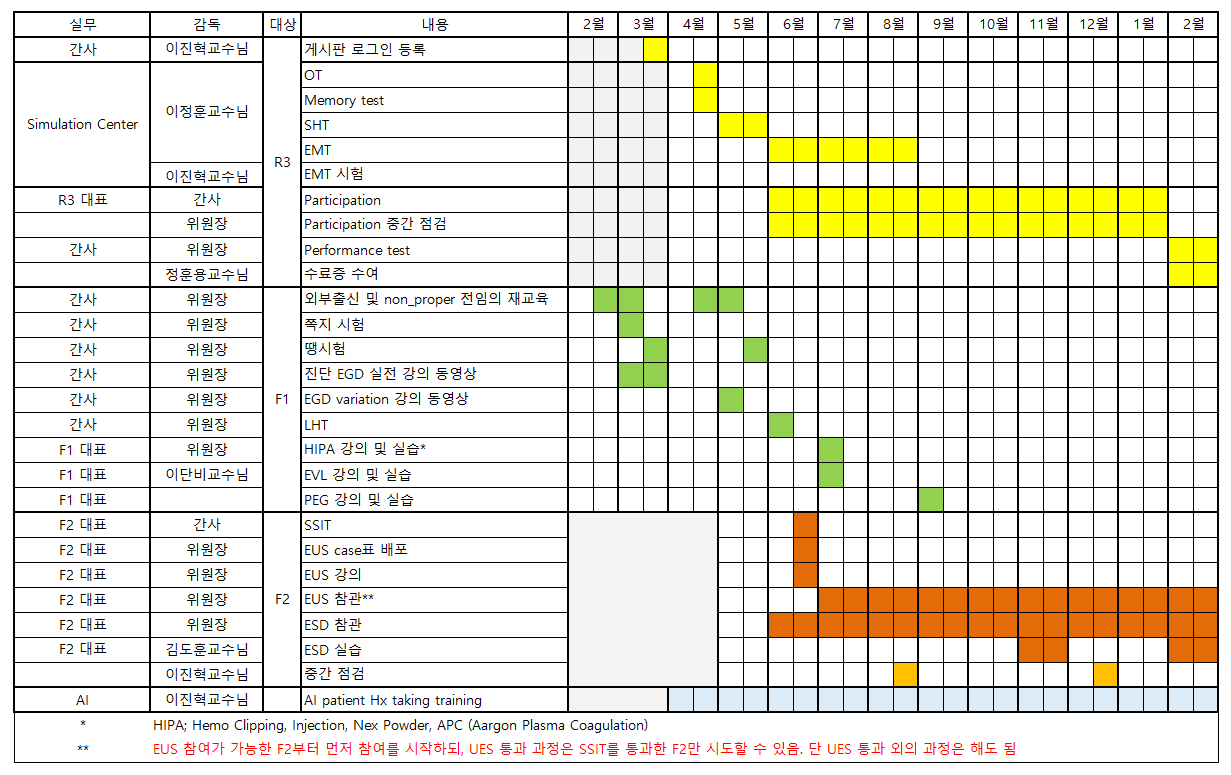 실무 감독 대상 내용 2월 3월 4월 5월 6월 7월 8월 9월 10월 11월 12월 1월 2월
간사 이진혁교수님 게시판 로그인 등록
OT
이정훈교수님 Memory test
Simulation Center SHT
EMT
R3
이진혁교수님 EMT 시험
R3 대표 간사 Participation
위원장 Participation 중간 점검
간사 위원장 Performance test
정훈용교수님 수료증 수여
간사 위원장 외부출신 및 non_proper 전임의 재교육
간사 위원장 쪽지 시험
간사 위원장 땡시험
간사 위원장 진단 EGD 실전 강의 동영상
간사 위원장 F1 EGD variation 강의 동영상
간사 위원장 LHT
F1 대표 위원장 HIPA 강의 및 실습*
F1 대표 이단비교수님 EVL 강의 및 실습
F1 대표 PEG 강의 및 실습
F2 대표 간사 SSIT
F2 대표 위원장 EUS case표 배포
F2 대표 위원장 EUS 강의
F2 대표 위원장 F2 EUS 참관**
F2 대표 위원장 ESD 참관
F2 대표 김도훈교수님 ESD 실습
이진혁교수님 중간 점검
AI 이진혁교수님 AI patient Hx taking training
* HIPA; Hemo Clipping, Injection, Nex Powder, APC (Aargon Plasma Coagulation)
** EUS 참여가 가능한 F2부터 먼저 참여를 시작하되, UES 통과 과정은 SSIT를 통과한 F2만 시도할 수 있음. 단 UES 통과 외의 과정은 해도 됨